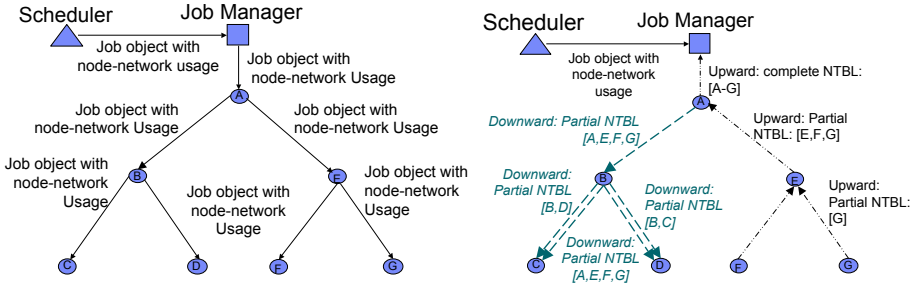 Scheduler
Job Manager
Job object with
node-network usage
Job object with
node-network Usage
A
Job object with
node-network Usage
Job object with
node-network Usage
Job object with
node-network
Usage
B
Job object with
node-network
Usage
E
Job object with
node-network
Usage
C
D
F
G
Scheduler
Job Manager
Job object with
node-network
usage
Upward: complete NTBL:
[A-G]
A
Downward: Partial NTBL
[A,E,F,G]
Upward: Partial
NTBL: [E,F,G]
Downward:
Partial NTBL
[B,D]
B
Downward:
Partial NTBL
[B,C]
E
Upward:
Partial NTBL:
[G]
Downward:
Partial NTBL
[A,E,F,G]
C
D
F
G